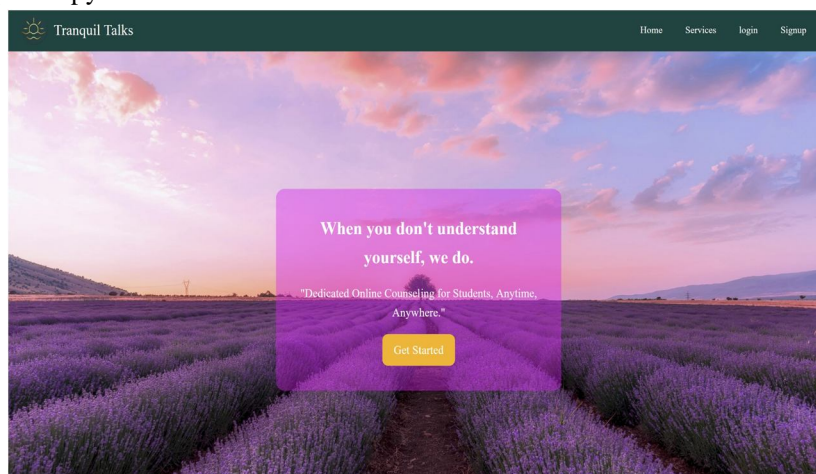 Tranquil Talks
Home Services login Signup
When you don't understand
yourself, we do.
"Dedicated Online Counseling for Students, Anytime,
Anywhere."
Get Started